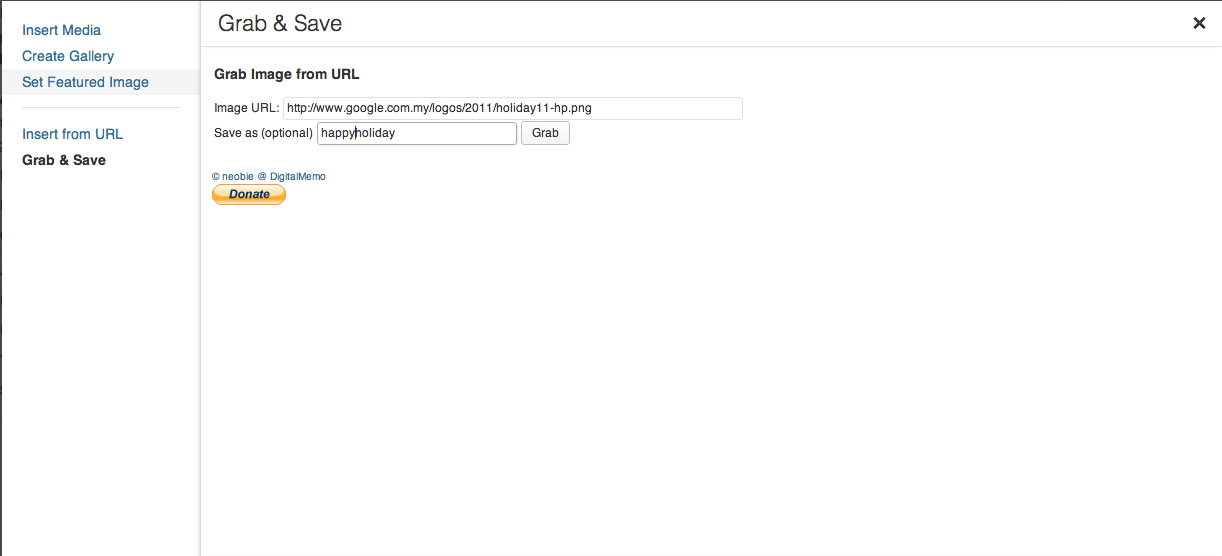 Insert Media
Create Gallery
Set Featured Image
Insert from URL
Grab & Save
Grab & Save
Grab Image from URL
Image URL: http://www.google.com.my/logos/2011/holiday11-hp.png
Save as (optional) happyholiday Grab
© neobie @ DigitalMemo
Donate